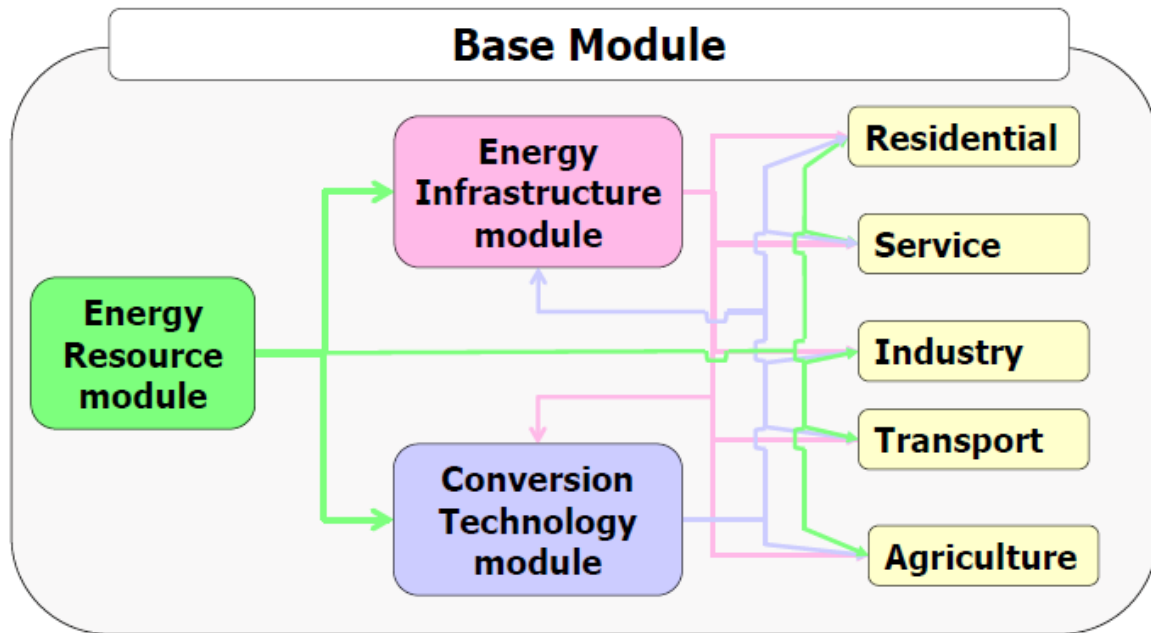 Base Module
Energy
Infrastructure
module
Energy
Resource
module
Conversion
Technology
module
Residential
Service
Industry
Transport
Agriculture